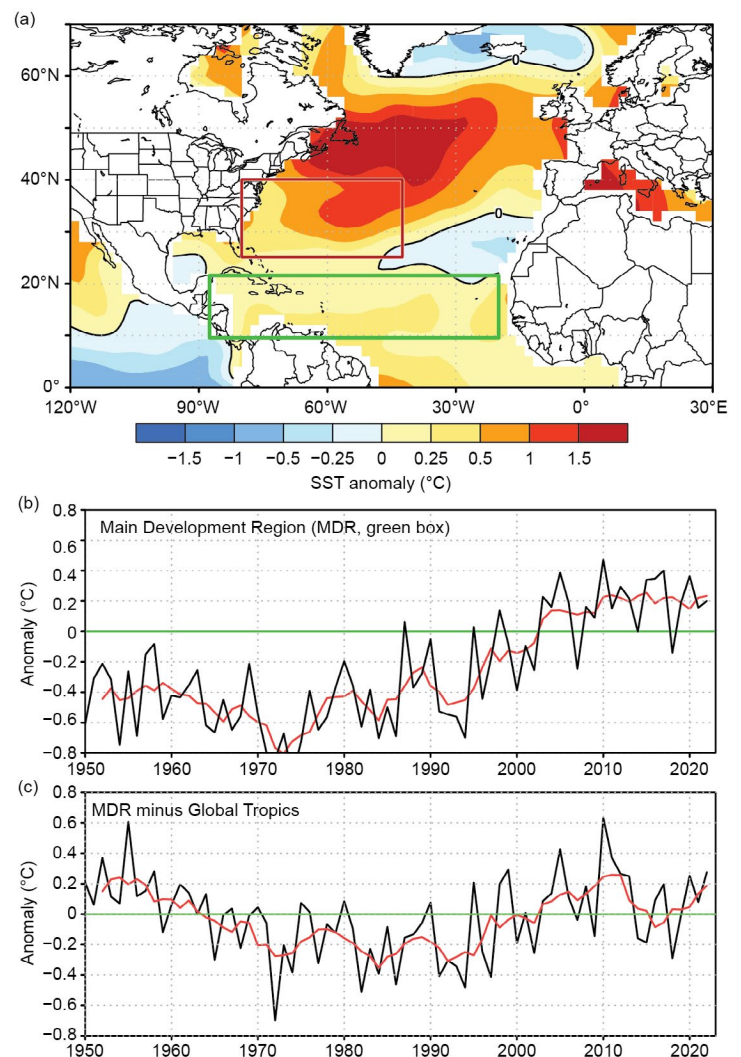 (a)
60°N
40°N
20°N
0°
0
0
120°W 90°W 60°W 30°W 0° 30°E
−1.5 −1 −0.5 −0.25 0 0.25 0.5 1 1.5
SST anomaly (°C)
(b)
Main Development Region (MDR, green box)
Anomaly (°C)
0.8
0.6
0.4
0.2
0
−0.2
−0.4
−0.6
−0.8
1950 1960 1970 1980 1990 2000 2010 2020
(c)
MDR minus Global Tropics
Anomaly (°C)
0.8
0.6
0.4
0.2
0
−0.2
−0.4
−0.6
−0.8
1950 1960 1970 1980 1990 2000 2010 2020